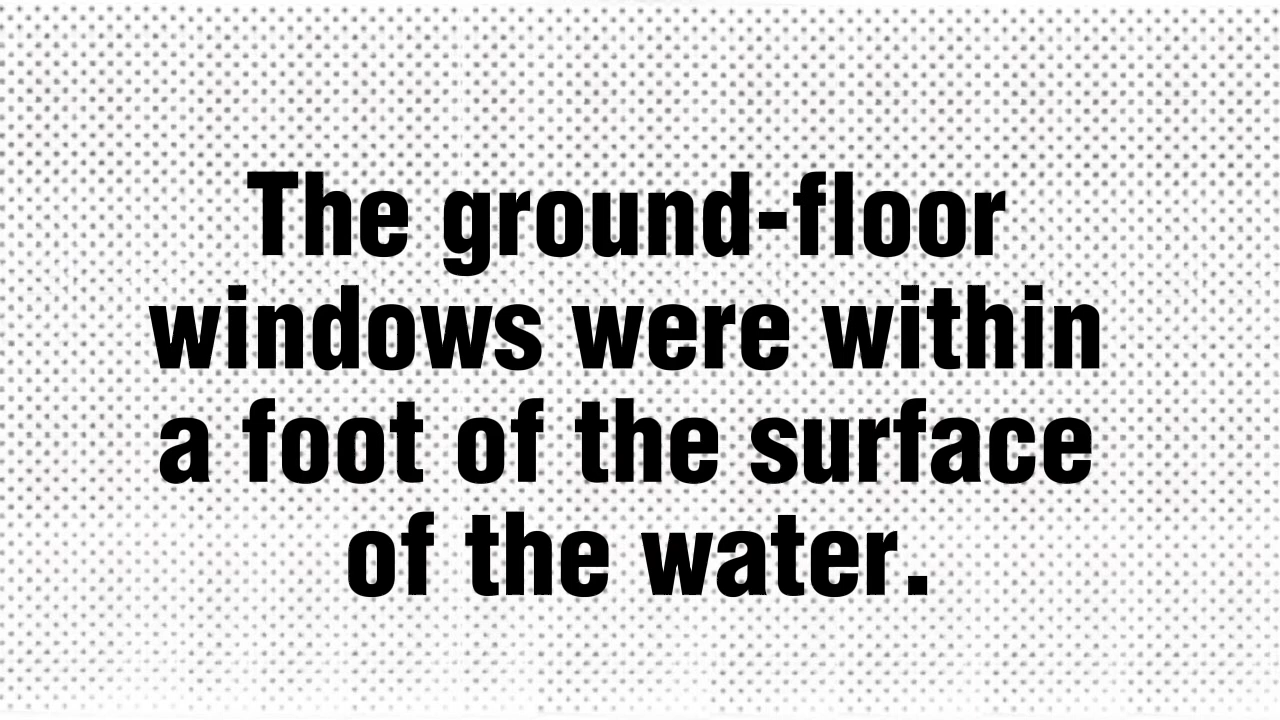 The ground-floor
windows were within
a foot of the surface
of the water.